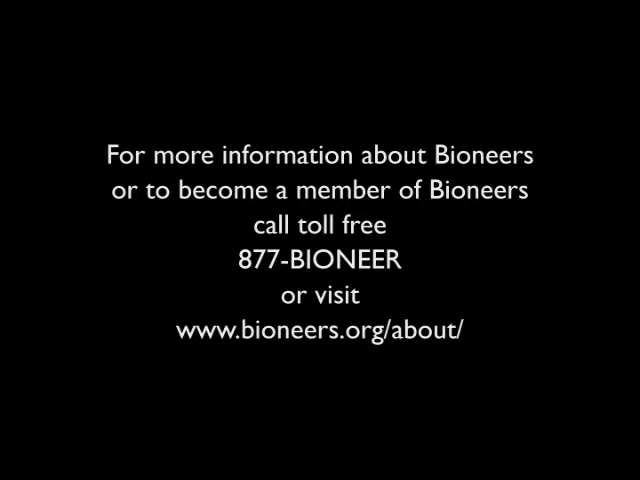 For more information about Bioneers
or to become a member of Bioneers
call toll free
877-BIONEER
or visit
www.bioneers.org/about/